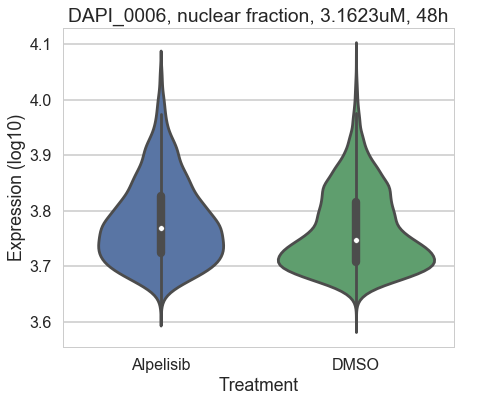 DAPI_0006, nuclear fraction, 3.1623uM, 48h
4.1
4.0
3.9
3.8
3.7
3.6
Expression (log10)
Alpelisib
DMSO
Treatment